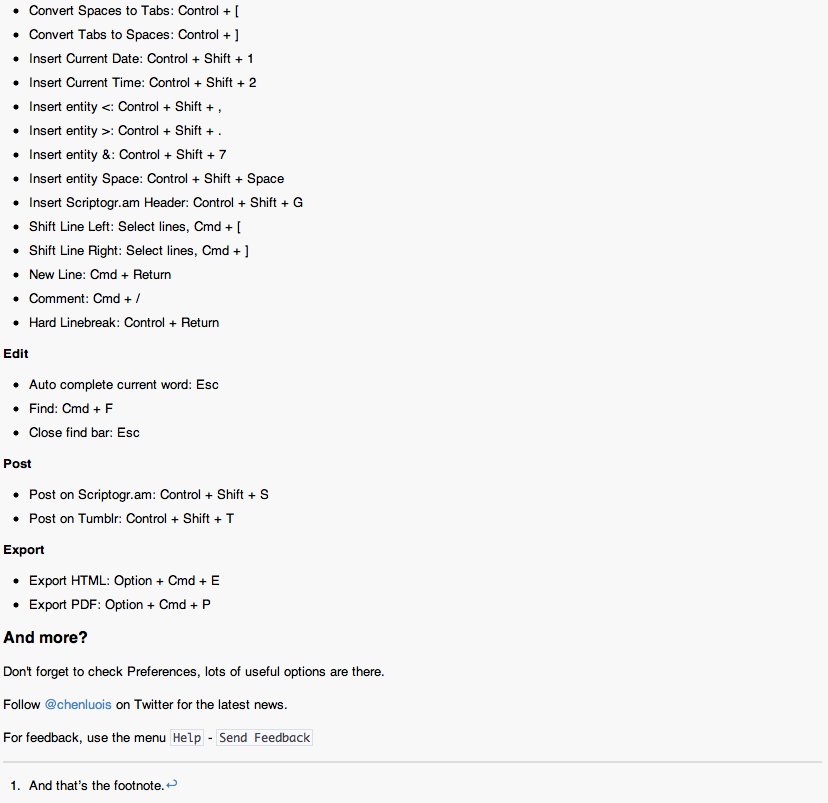 • Convert Spaces to Tabs: Control + [
• Convert Tabs to Spaces: Control + ]
• Insert Current Date: Control + Shift + 1
• Insert Current Time: Control + Shift + 2
• Insert entity <: Control + Shift + ,
• Insert entity >: Control + Shift + .
• Insert entity &: Control + Shift + 7
• Insert entity Space: Control + Shift + Space
• Insert Scriptogr.am Header: Control + Shift + G
• Shift Line Left: Select lines, Cmd + [
• Shift Line Right: Select lines, Cmd + ]
• New Line: Cmd + Return
• Comment: Cmd + /
• Hard Linebreak: Control + Return
Edit
• Auto complete current word: Esc
• Find: Cmd + F
• Close find bar: Esc
Post
• Post on Scriptogr.am: Control + Shift + S
• Post on Tumblr: Control + Shift + T
Export
• Export HTML: Option + Cmd + E
• Export PDF: Option + Cmd + P
And more?
Don't forget to check Preferences, lots of useful options are there.
Follow @chenluois on Twitter for the latest news.
For feedback, use the menu Help - Send Feedback
1. And that's the footnote.↩